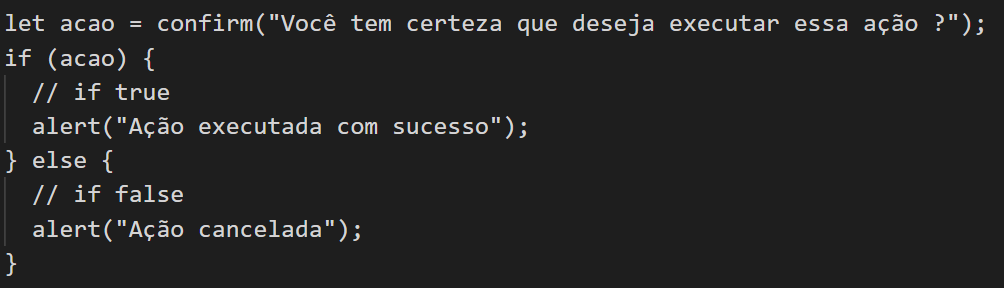 let acao = confirm("Você tem certeza que deseja executar essa ação ?");
if (acao) {
  // if true
  alert("Ação executada com sucesso");
} else {
  // if false
  alert("Ação cancelada");
}